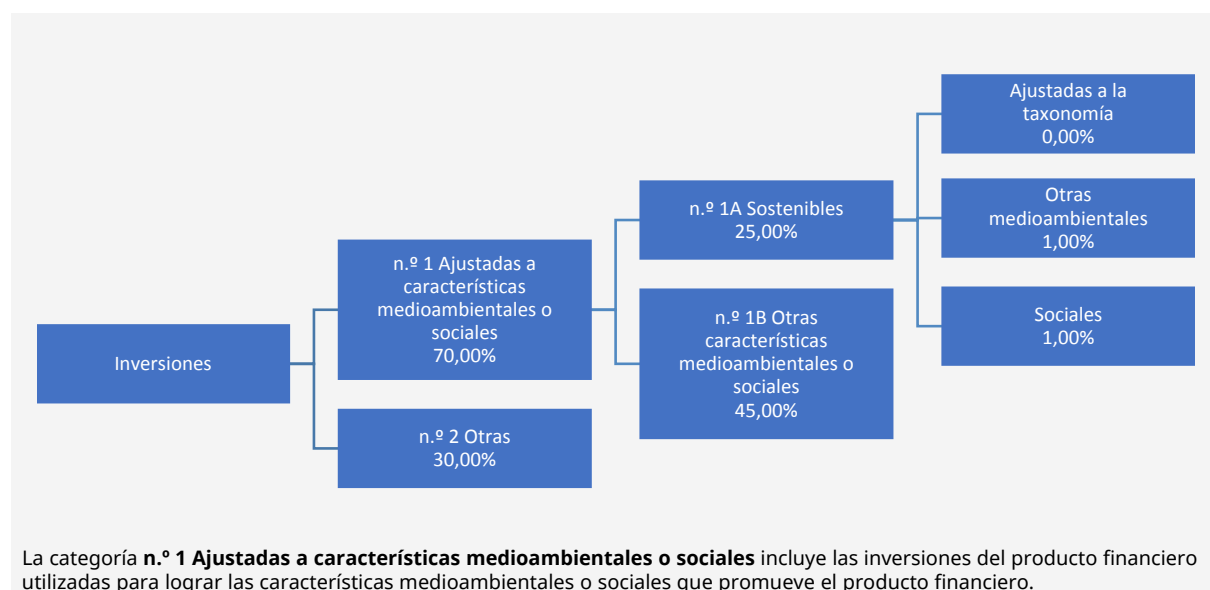 Inversiones
n.º 1 Ajustadas a
características
medioambientales o
sociales
70,00%
n.º 2 Otras
30,00%
n.º 1A Sostenibles
25,00%
n.º 1B Otras
características
medioambientales o
sociales
45,00%
Ajustadas a la
taxonomía
0,00%
Otras
medioambientales
1,00%
Sociales
1,00%
La categoría n.º 1 Ajustadas a características medioambientales o sociales incluye las inversiones del producto financiero
utilizadas para lograr las características medioambientales o sociales que promueve el producto financiero.